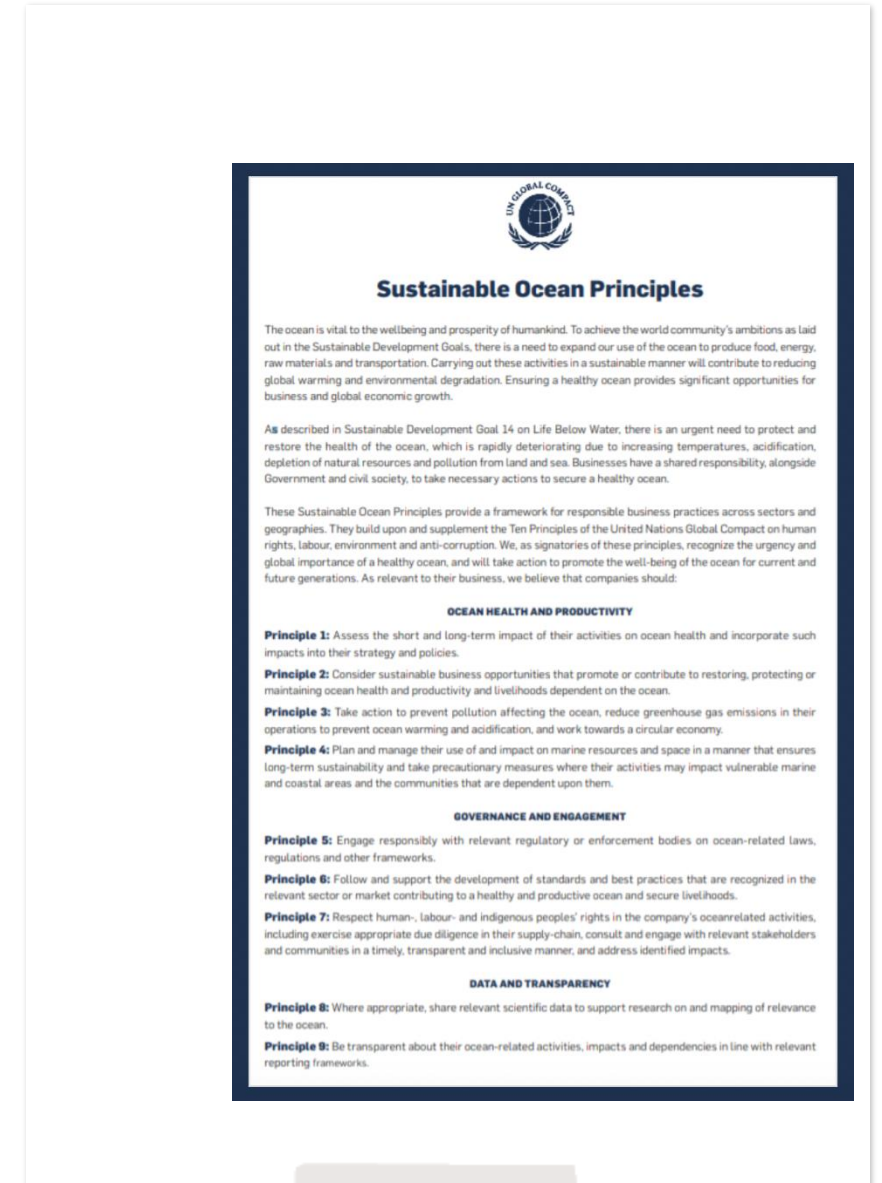 UN GLOBAL COMPACT
Sustainable Ocean Principles
The ocean is vital to the wellbeing and prosperity of humankind. To achieve the world community's ambitions as laid
out in the Sustainable Development Goals, there is a need to expand our use of the ocean to produce food, energy,
raw materials and transportation. Carrying out these activities in a sustainable manner will contribute to reducing
global warming and environmental degradation. Ensuring a healthy ocean provides significant opportunities for
business and global economic growth.
As described in Sustainable Development Goal 14 on Life Below Water, there is an urgent need to protect and
restore the health of the ocean, which is rapidly deteriorating due to increasing temperatures, acidification,
depletion of natural resources and pollution from land and sea. Businesses have a shared responsibility, alongside
Government and civil society, to take necessary actions to secure a healthy ocean.
These Sustainable Ocean Principles provide a framework for responsible business practices across sectors and
geographies. They build upon and supplement the Ten Principles of the United Nations Global Compact on human
rights, labour, environment and anti-corruption. We, as signatories of these principles, recognize the urgency and
global importance of a healthy ocean, and will take action to promote the well-being of the ocean for current and
future generations. As relevant to their business, we believe that companies should:
OCEAN HEALTH AND PRODUCTIVITY
Principle 1: Assess the short and long-term impact of their activities on ocean health and incorporate such
impacts into their strategy and policies.
Principle 2: Consider sustainable business opportunities that promote or contribute to restoring, protecting or
maintaining ocean health and productivity and livelihoods dependent on the ocean.
Principle 3: Take action to prevent pollution affecting the ocean, reduce greenhouse gas emissions in their
operations to prevent ocean warming and acidification, and work towards a circular economy.
Principle 4: Plan and manage their use of and impact on marine resources and space in a manner that ensures
long-term sustainability and take precautionary measures where their activities may impact vulnerable marine
and coastal areas and the communities that are dependent upon them.
GOVERNANCE AND ENGAGEMENT
Principle 5: Engage responsibly with relevant regulatory or enforcement bodies on ocean-related laws,
regulations and other frameworks.
Principle 6: Follow and support the development of standards and best practices that are recognized in the
relevant sector or market contributing to a healthy and productive ocean and secure livelihoods.
Principle 7: Respect human-, labour- and indigenous peoples' rights in the company's oceanrelated activities,
including exercise appropriate due diligence in their supply-chain, consult and engage with relevant stakeholders
and communities in a timely, transparent and inclusive manner, and address identified impacts.
DATA AND TRANSPARENCY
Principle 8: Where appropriate, share relevant scientific data to support research on and mapping of relevance
to the ocean.
Principle 9: Be transparent about their ocean-related activities, impacts and dependencies in line with relevant
reporting frameworks.